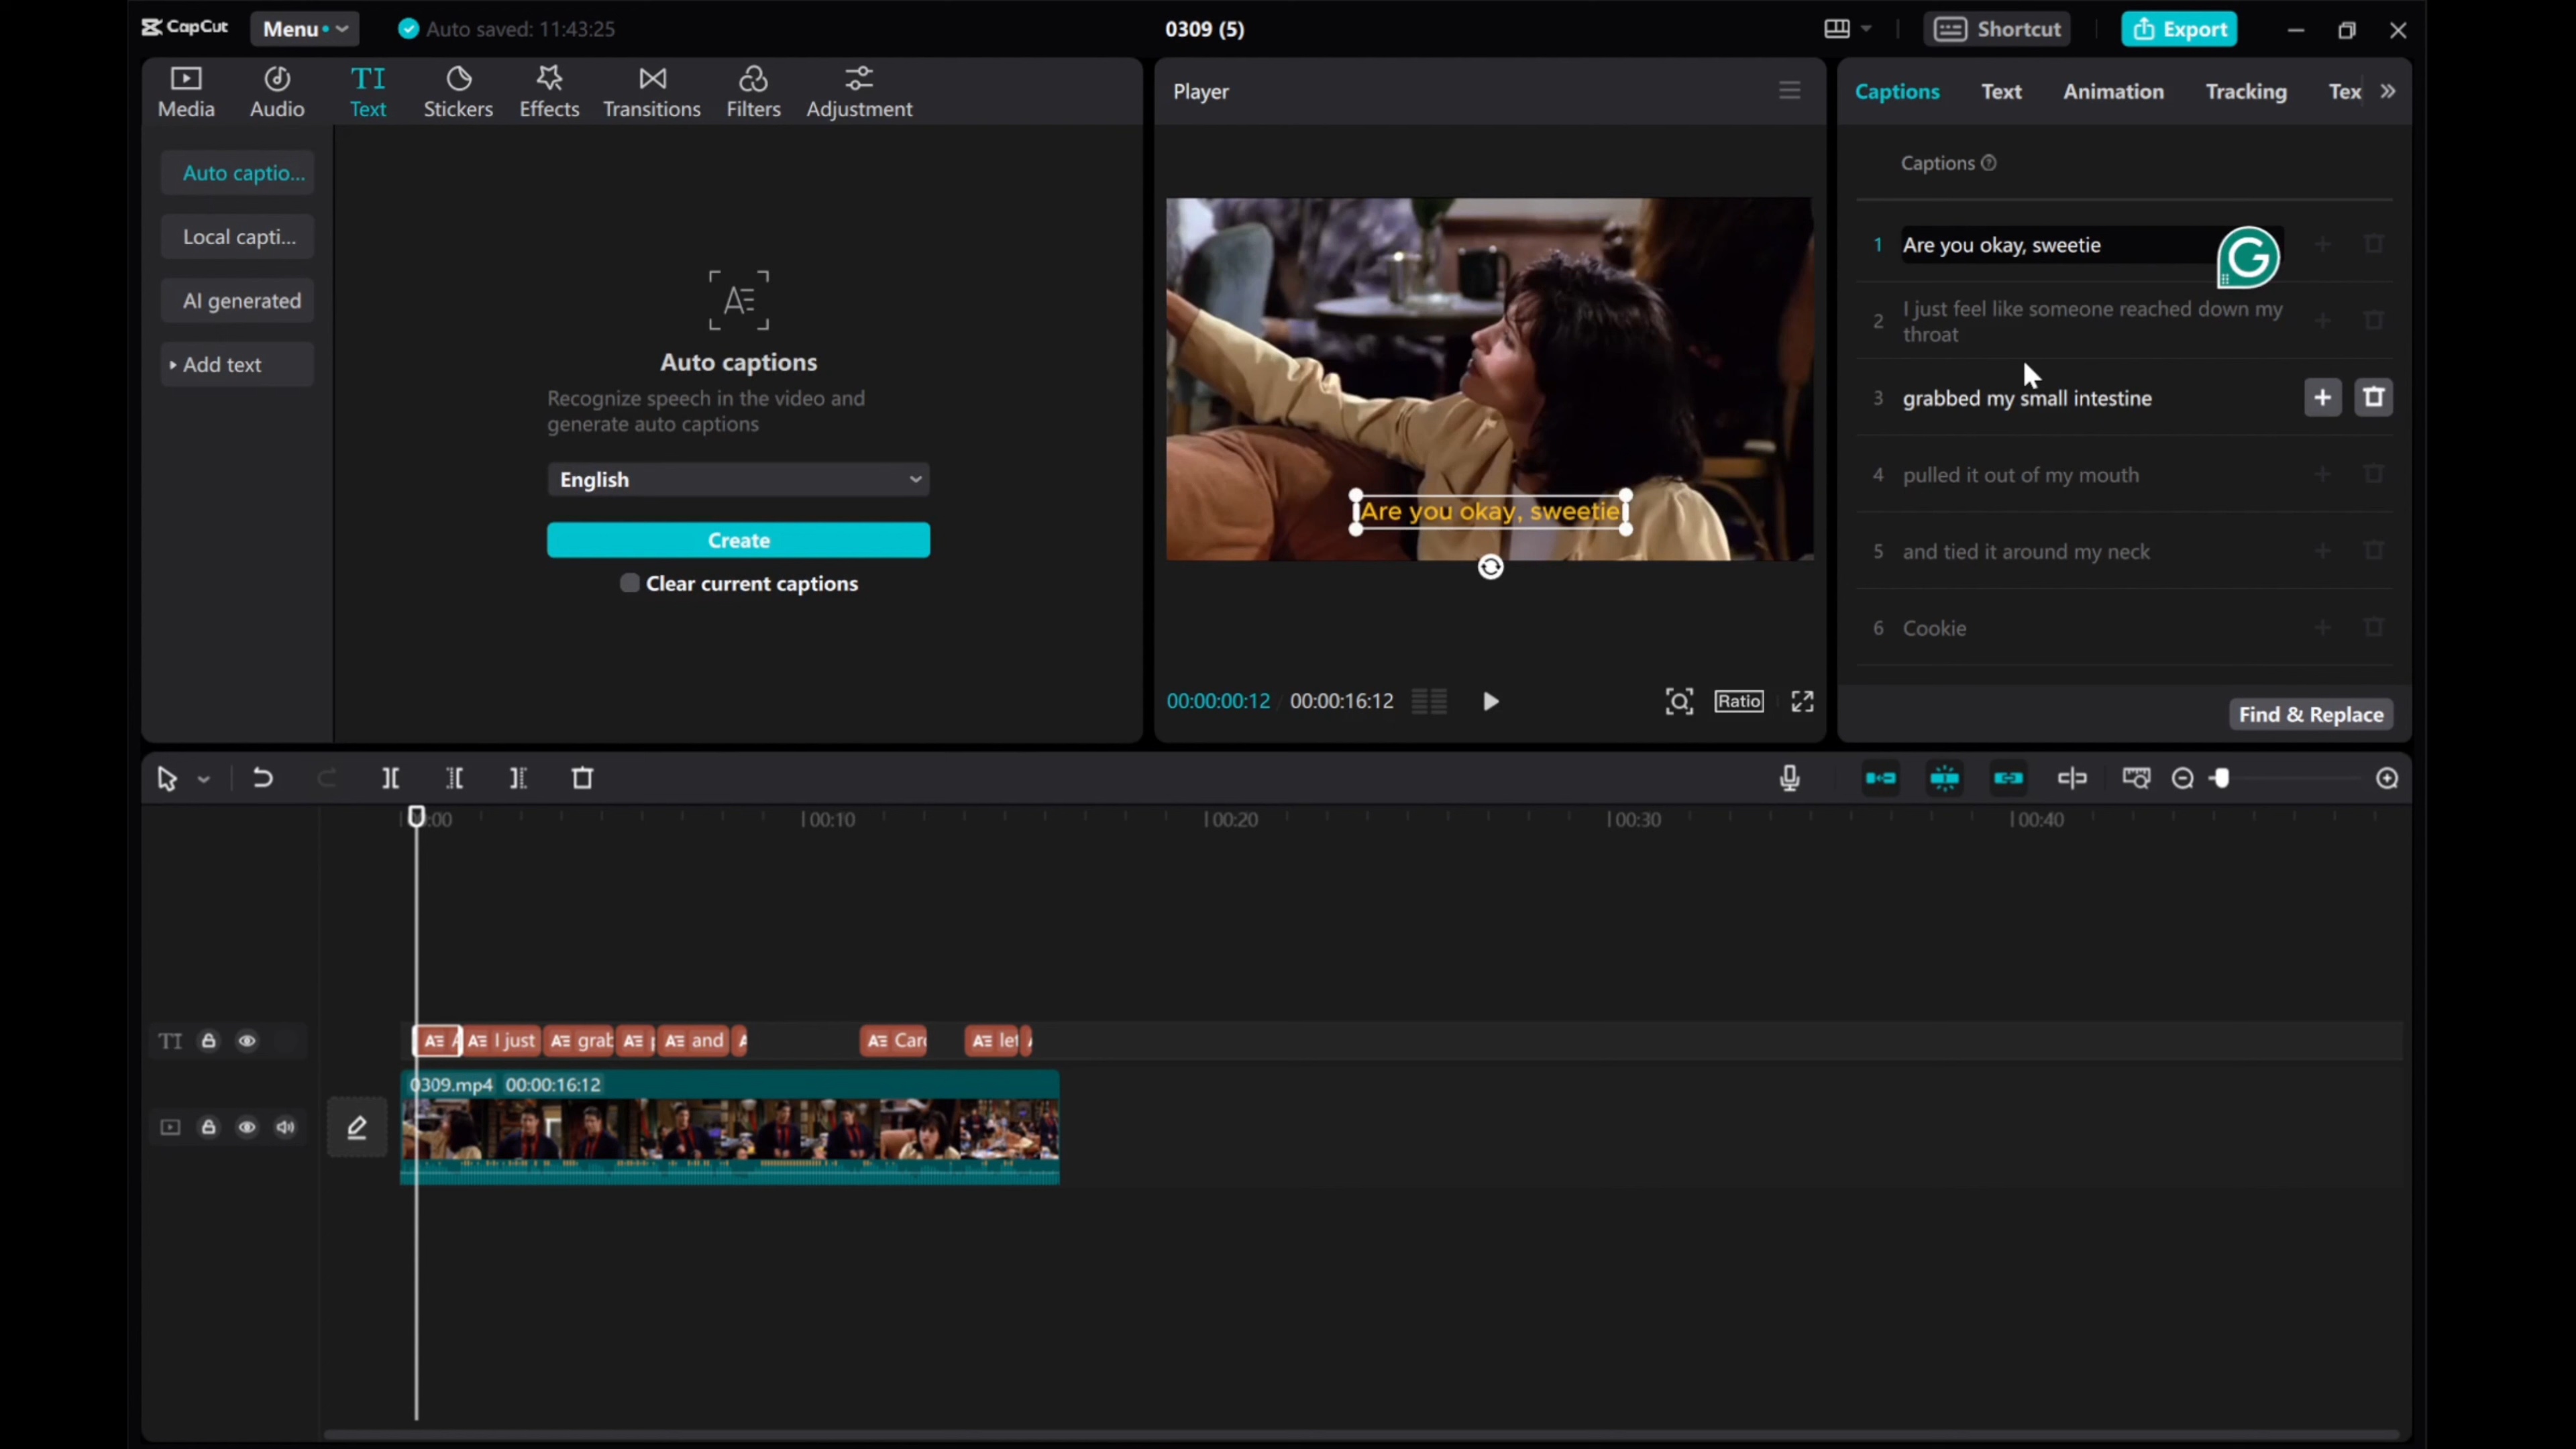 CapCut
Menu
Auto saved: 11:43:25
0309 (5)
Shortcut
Export
Media
Audio
TI
Text
Stickers
Effects
Transitions
Filters
Adjustment
Auto captio...
Local capti...
AI generated
Add text
Auto captions
Recognize speech in the video and
generate auto captions
English
Create
Clear current captions
Player
Are you okay, sweetie
00:00:00:12
00:00:16:12
Ratio
Captions
Text
Animation
Tracking
Tex
Captions
1 Are you okay, sweetie
2 I just feel like someone reached down my
throat
3 grabbed my small intestine
4 pulled it out of my mouth
5 and tied it around my neck
6 Cookie
Find & Replace
00:10
00:20
00:30
00:40
TI
I just
grab
and
Car
let
0309.mp4 00:00:16:12